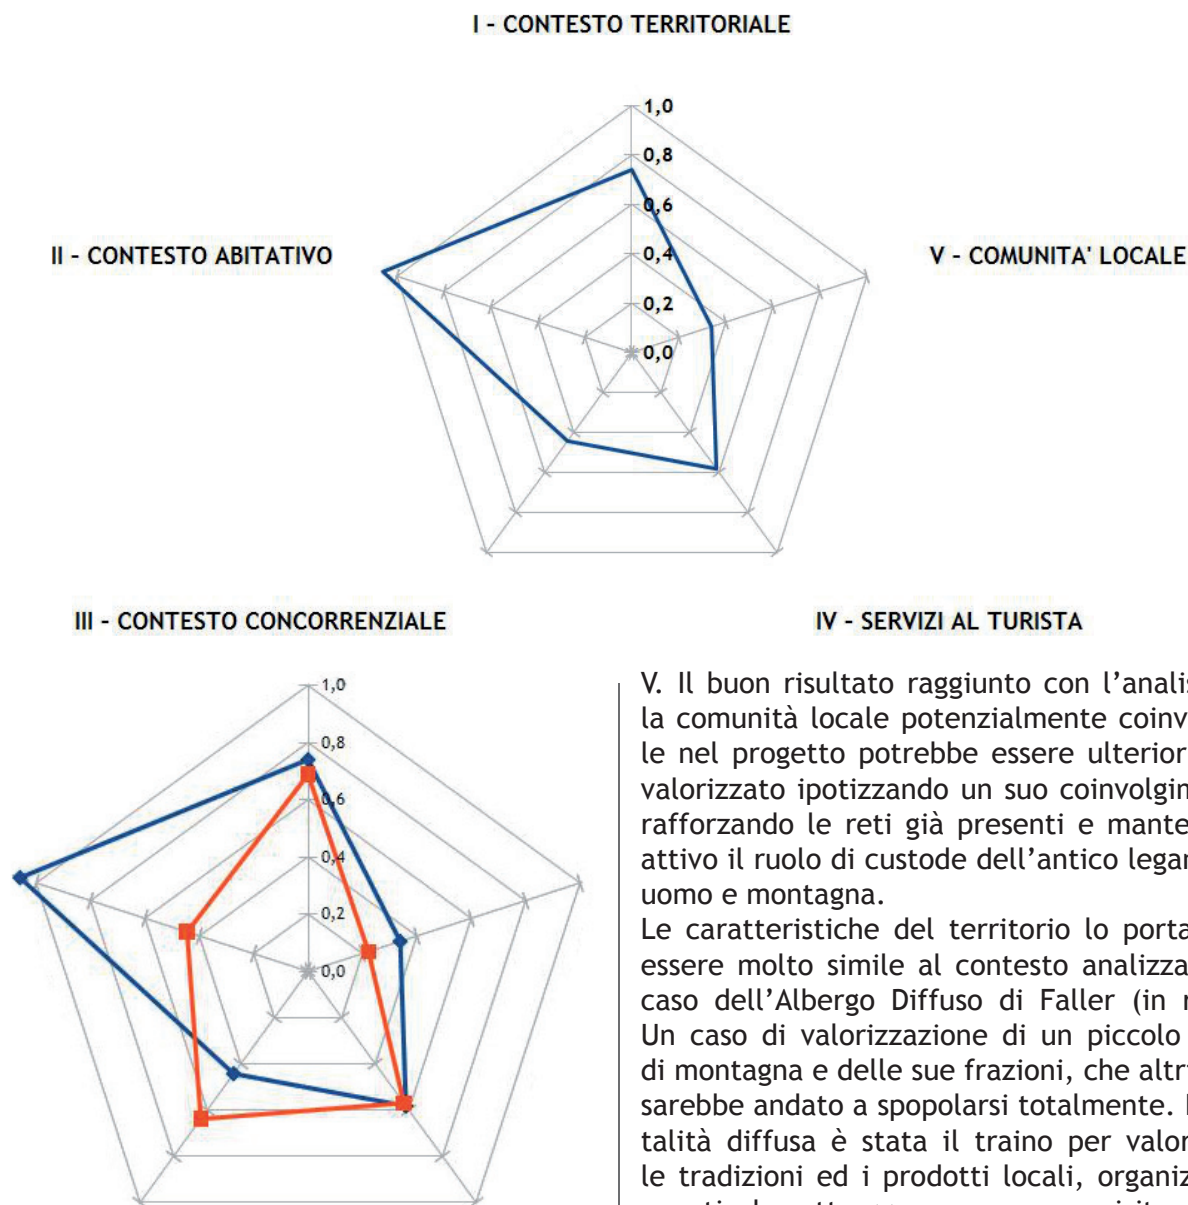 I - CONTESTO TERRITORIALE
1,0
0,8
0,6
0,4
0,2
0,0
II - CONTESTO ABITATIVO
V - COMUNITA' LOCALE
III - CONTESTO CONCORRENZIALE
IV - SERVIZI AL TURISTA
1,0
0,8
0,6
0,4
0,2
0,0
V. Il buon risultato raggiunto con l’analis
la comunità locale potenzialmente coinv
le nel progetto potrebbe essere ulterior
valorizzato ipotizzando un suo coinvolgin
rafforzando le reti già presenti e mante
attivo il ruolo di custode dell’antico legar
uomo e montagna.
Le caratteristiche del territorio lo porta
essere molto simile al contesto analizza
caso dell’Albergo Diffuso di Faller (in r
Un caso di valorizzazione di un piccolo
di montagna e delle sue frazioni, che altri
sarebbe andato a spopolarsi totalmente.
talità diffusa è stata il traino per valor
le tradizioni ed i prodotti locali, organiz